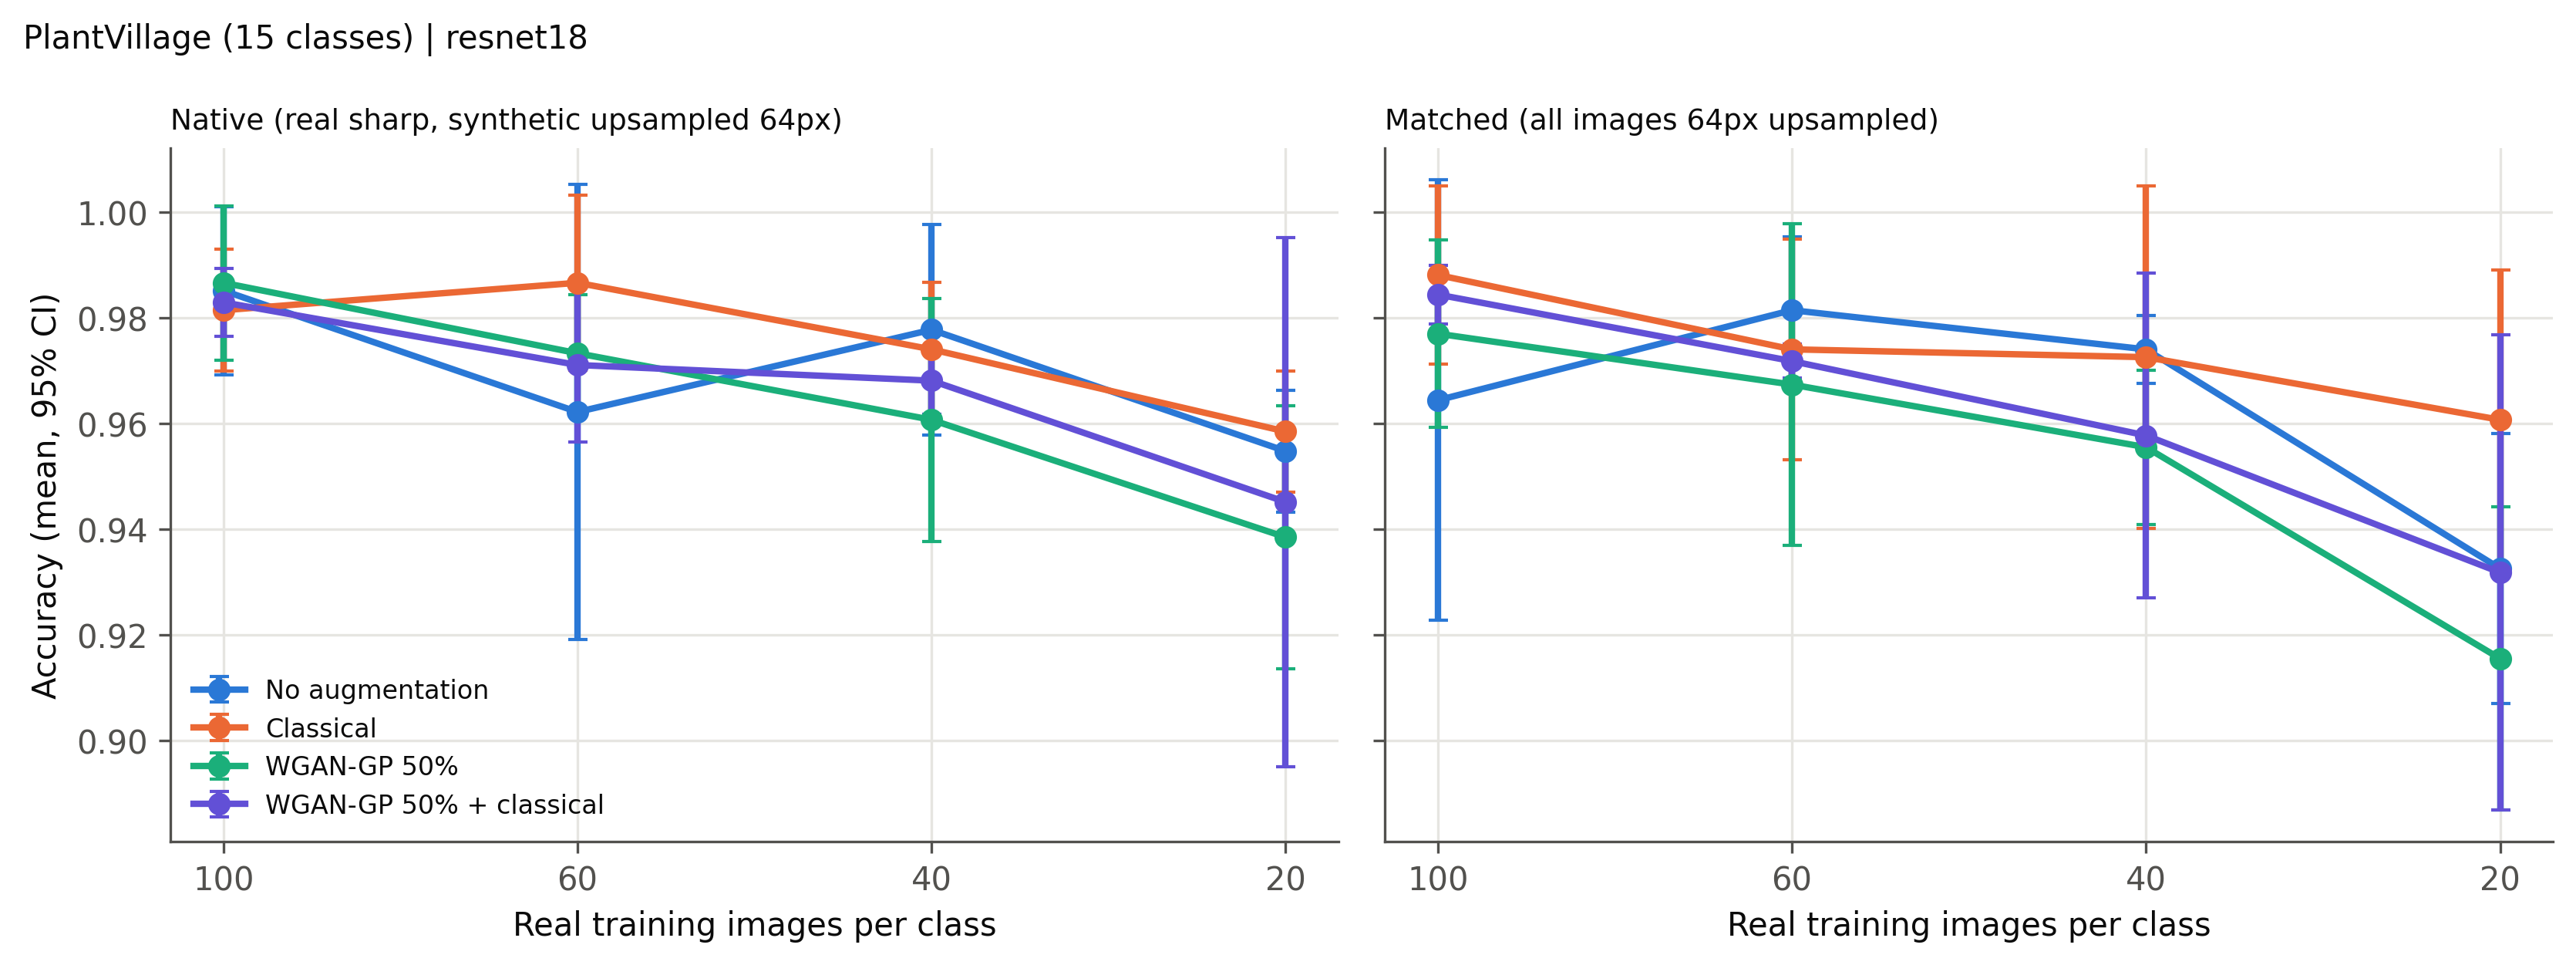 PlantVillage (15 classes) | resnet18
Native (real sharp, synthetic upsampled 64px)
Matched (all images 64px upsampled)
Accuracy (mean, 95% CI)
1.00
0.98
0.96
0.94
0.92
0.90
No augmentation
Classical
WGAN-GP 50%
WGAN-GP 50% + classical
100 60 40 20
100 60 40 20
Real training images per class
Real training images per class